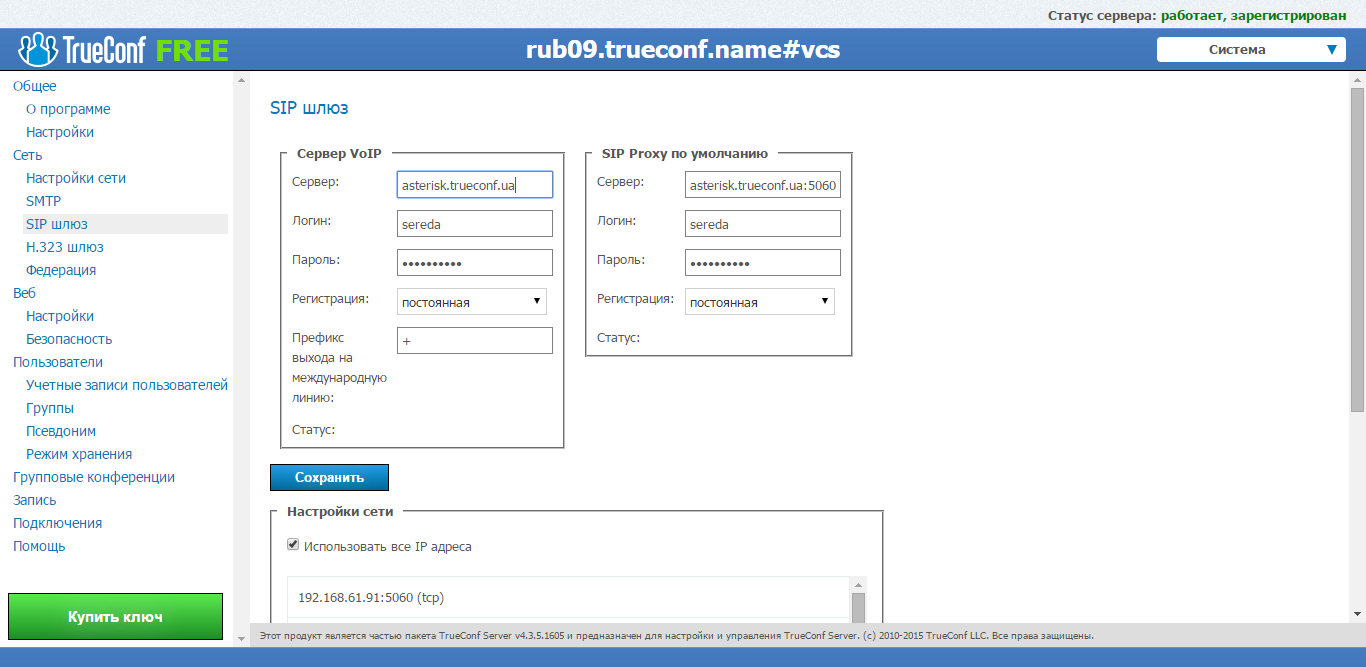 Статус сервера: работает, зарегистрирован
TrueConf FREE
rub09.trueconf.name#vcs
Система
Общее
О программе
Настройки
Сеть
Настройки сети
SMTP
SIP шлюз
H.323 шлюз
Федерация
Веб
Настройки
Безопасность
Пользователи
Учетные записи пользователей
Группы
Псевдоним
Режим хранения
Групповые конференции
Запись
Подключения
Помощь
Купить ключ
SIP шлюз
Сервер VoIP
Сервер: asterisk.trueconf.ua
Логин: sereda
Пароль: ••••••••••
Регистрация: постоянная
Префикс +
выхода на
международную
линию:
Статус:
SIP Proxy по умолчанию
Сервер: asterisk.trueconf.ua:5060
Логин: sereda
Пароль: ••••••••••
Регистрация: постоянная
Статус:
Сохранить
Настройки сети
Использовать все IP адреса
192.168.61.91:5060 (tcp)
Этот продукт является частью пакета TrueConf Server v4.3.5.1605 и предназначен для настройки и управления TrueConf Server. (c) 2010-2015 TrueConf LLC. Все права защищены.